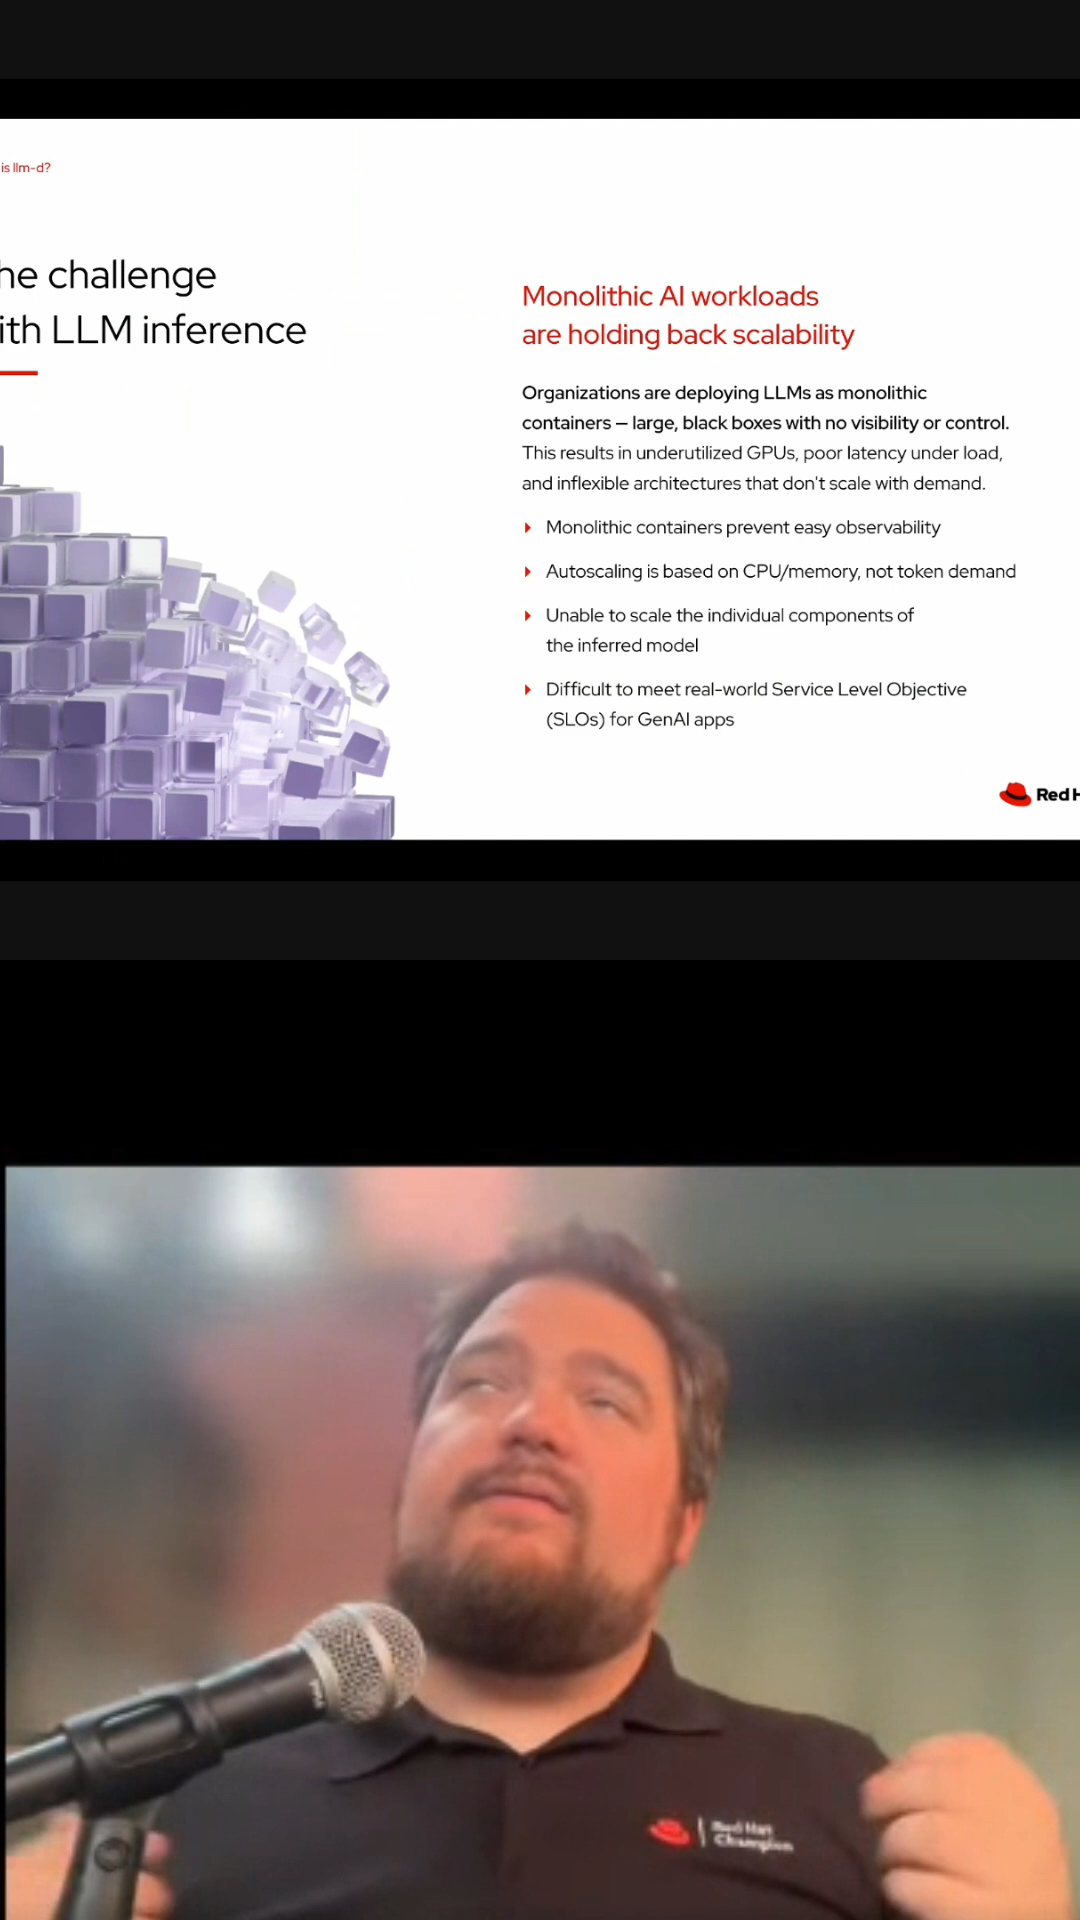 is llm-d?
he challenge
ith LLM inference
Monolithic AI workloads
are holding back scalability
Organizations are deploying LLMs as monolithic
containers — large, black boxes with no visibility or control.
This results in underutilized GPUs, poor latency under load,
and inflexible architectures that don't scale with demand.
Monolithic containers prevent easy observability
Autoscaling is based on CPU/memory, not token demand
Unable to scale the individual components of
the inferred model
Difficult to meet real-world Service Level Objective
(SLOs) for GenAI apps
Red H
Red Hat
Champion